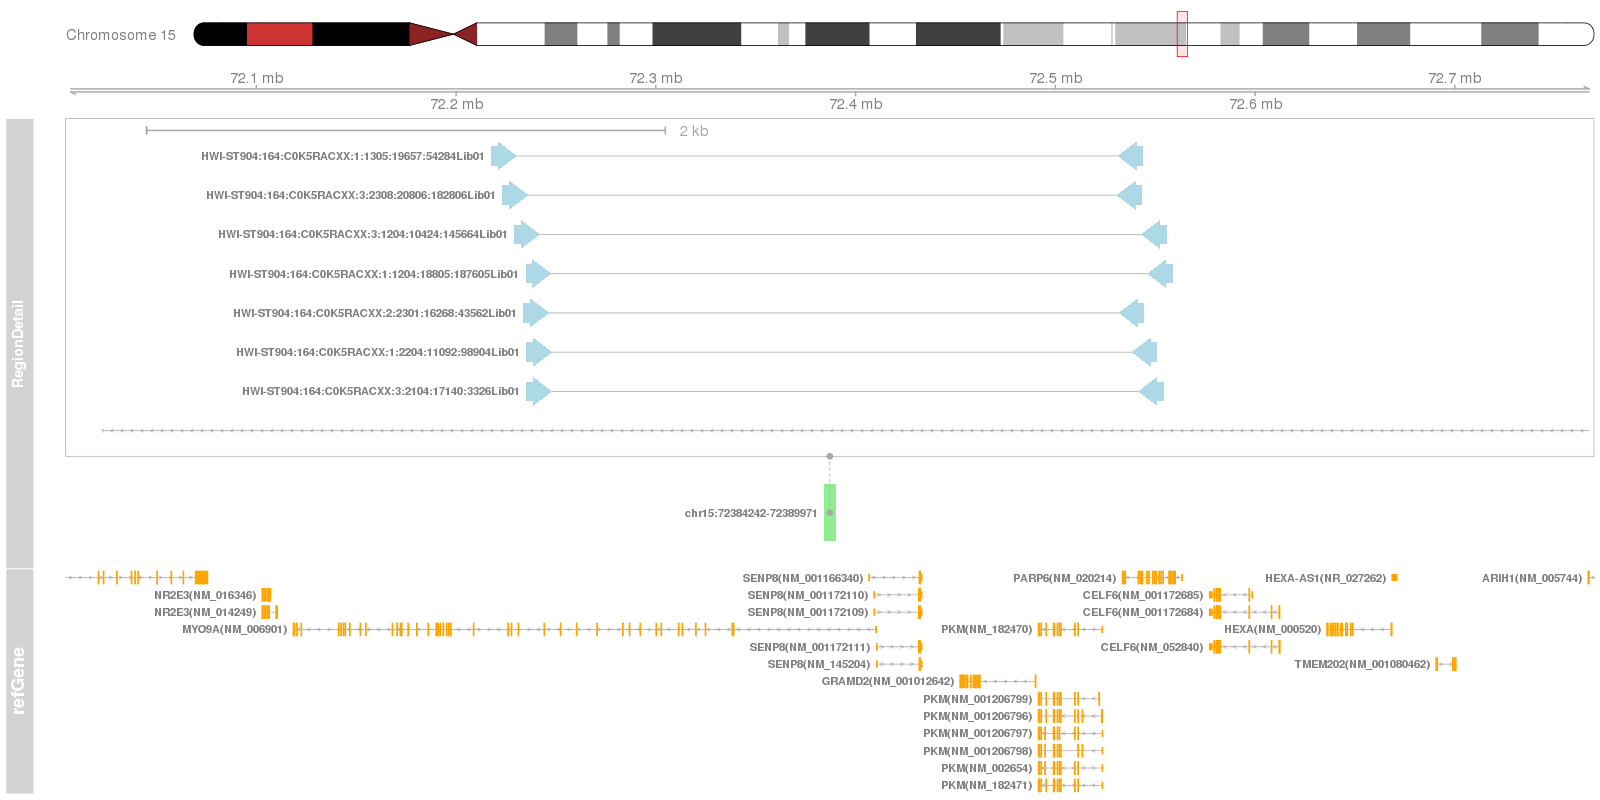 Chromosome 15
72.1 mb
72.3 mb
72.5 mb
72.7 mb
72.2 mb
72.4 mb
72.6 mb
RegionDetail
2 kb
HWI-ST904:164:C0K5RACXX:1:1305:19657:54284Lib01
HWI-ST904:164:C0K5RACXX:3:2308:20806:182806Lib01
HWI-ST904:164:C0K5RACXX:3:1204:10424:145664Lib01
HWI-ST904:164:C0K5RACXX:1:1204:18805:187605Lib01
HWI-ST904:164:C0K5RACXX:2:2301:16268:43562Lib01
HWI-ST904:164:C0K5RACXX:1:2204:11092:98904Lib01
HWI-ST904:164:C0K5RACXX:3:2104:17140:3326Lib01
chr15:72384242-72389971
refGene
SENP8(NM_001166340)
PARP6(NM_020214)
HEXA-AS1(NR_027262)
ARIH1(NM_005744)
NR2E3(NM_016346)
SENP8(NM_001172110)
CELF6(NM_001172685)
NR2E3(NM_014249)
SENP8(NM_001172109)
CELF6(NM_001172684)
MYO9A(NM_006901)
PKM(NM_182470)
HEXA(NM_000520)
SENP8(NM_001172111)
CELF6(NM_052840)
SENP8(NM_145204)
TMEM202(NM_001080462)
GRAMD2(NM_001012642)
PKM(NM_001206799)
PKM(NM_001206796)
PKM(NM_001206797)
PKM(NM_001206798)
PKM(NM_002654)
PKM(NM_182471)